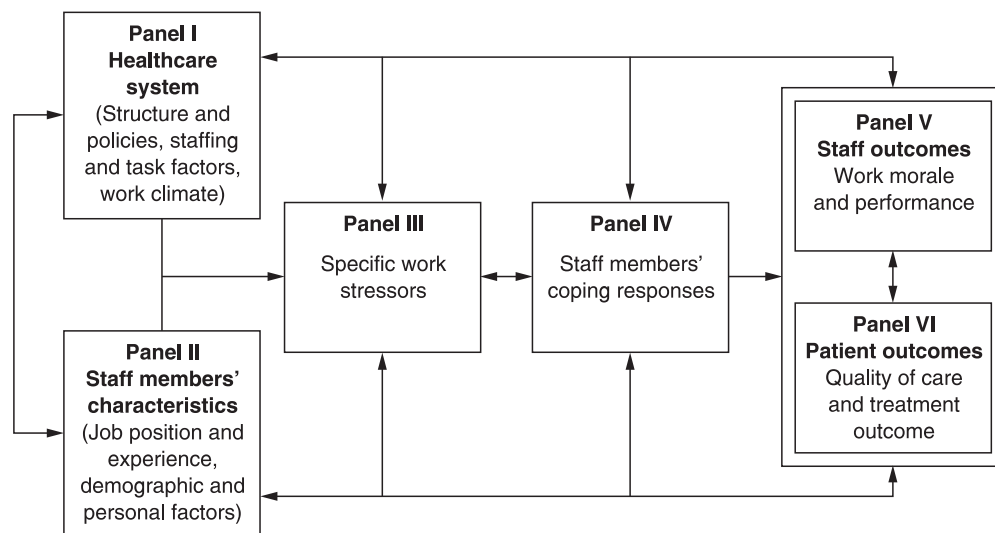 Panel I
Healthcare
system
(Structure and
policies, staffing
and task factors,
work climate)
Panel II
Staff members'
characteristics
(Job position and
experience,
demographic and
personal factors)
Panel III
Specific work
stressors
Panel IV
Staff members'
coping responses
Panel V
Staff outcomes
Work morale
and performance
Panel VI
Patient outcomes
Quality of care
and treatment
outcome